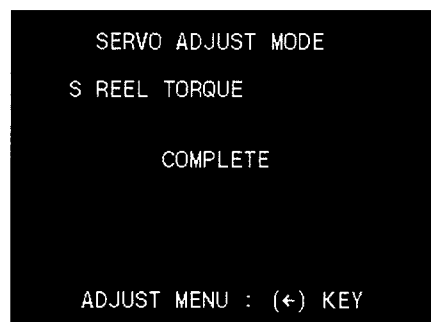 SERVO ADJUST MODE
S REEL TORQUE
COMPLETE
ADJUST MENU : (←) KEY